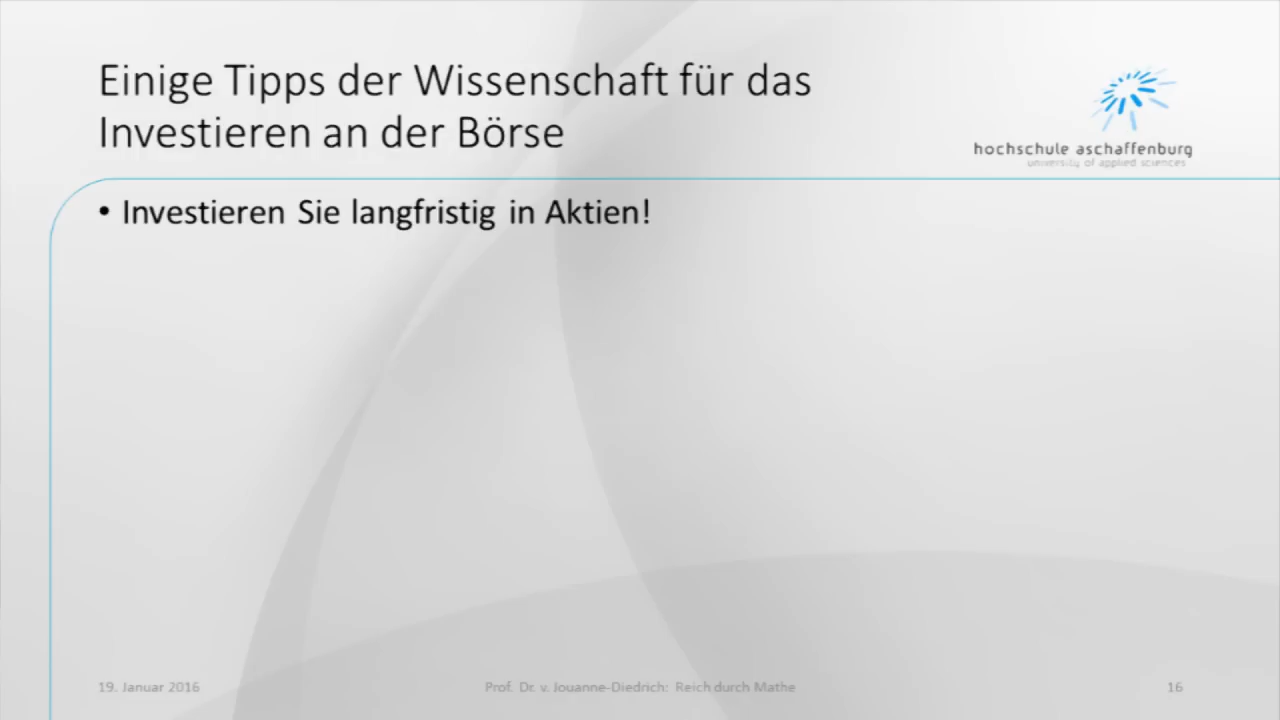 Einige Tipps der Wissenschaft für das
Investieren an der Börse
hochschule aschaffenburg
university of applied sciences
• Investieren Sie langfristig in Aktien!
19. Januar 2016
Prof. Dr. v. Jouanne-Diedrich: Reich durch Mathe
16